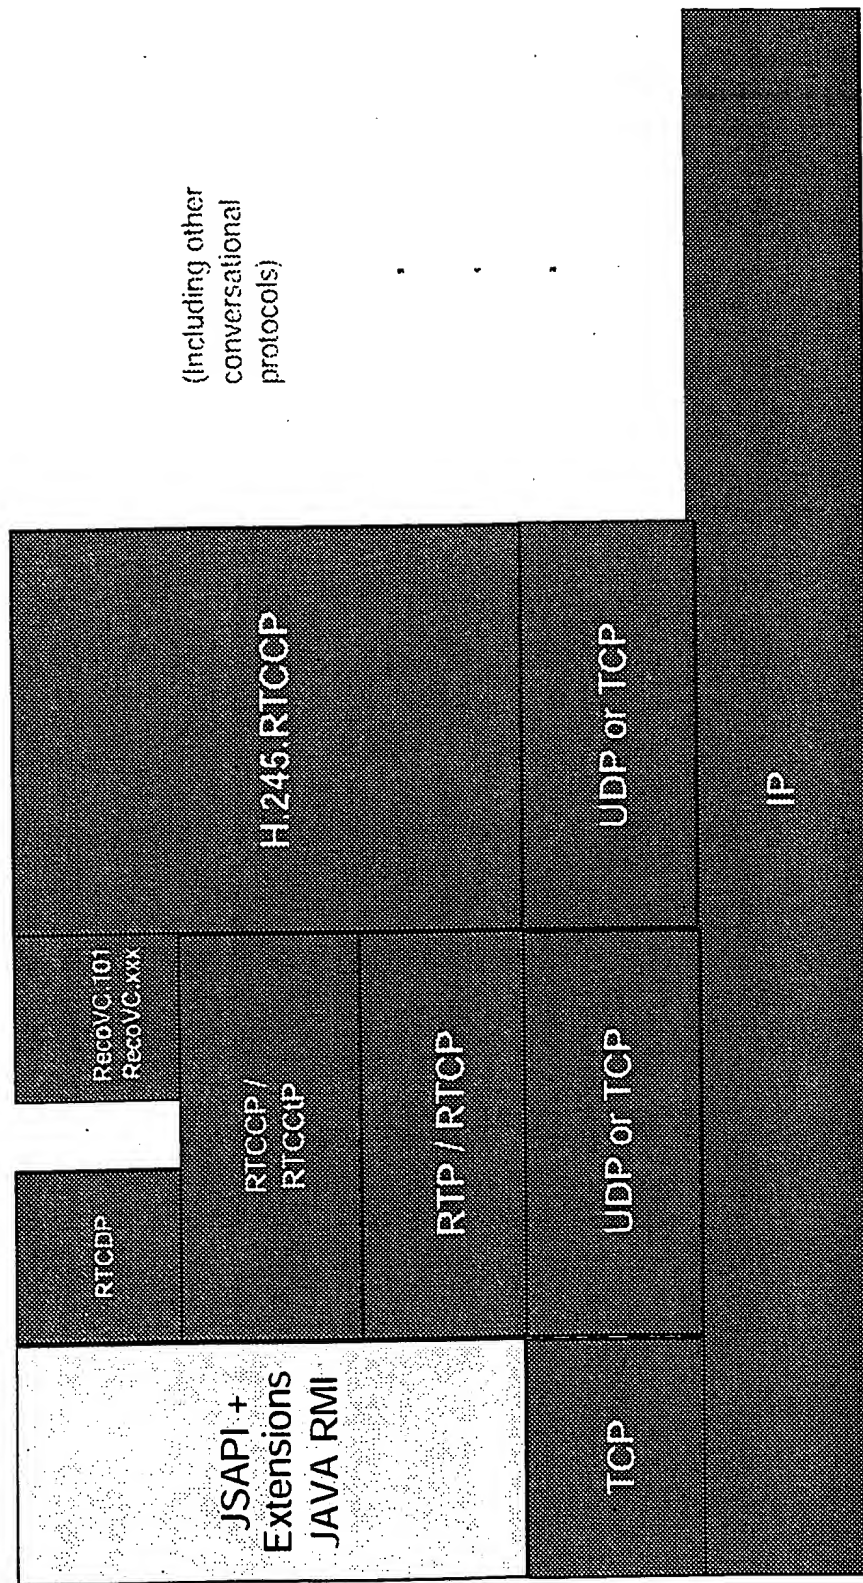 RTCDP
RecoVC.101
RecoVC.xxx
(Including other
conversational
protocols)
JSAPI +
Extensions
JAVA RMI
RTCCP /
RTCCtP
H.245.RTCCP
RTP / RTCP
TCP
UDP or TCP
UDP or TCP
IP